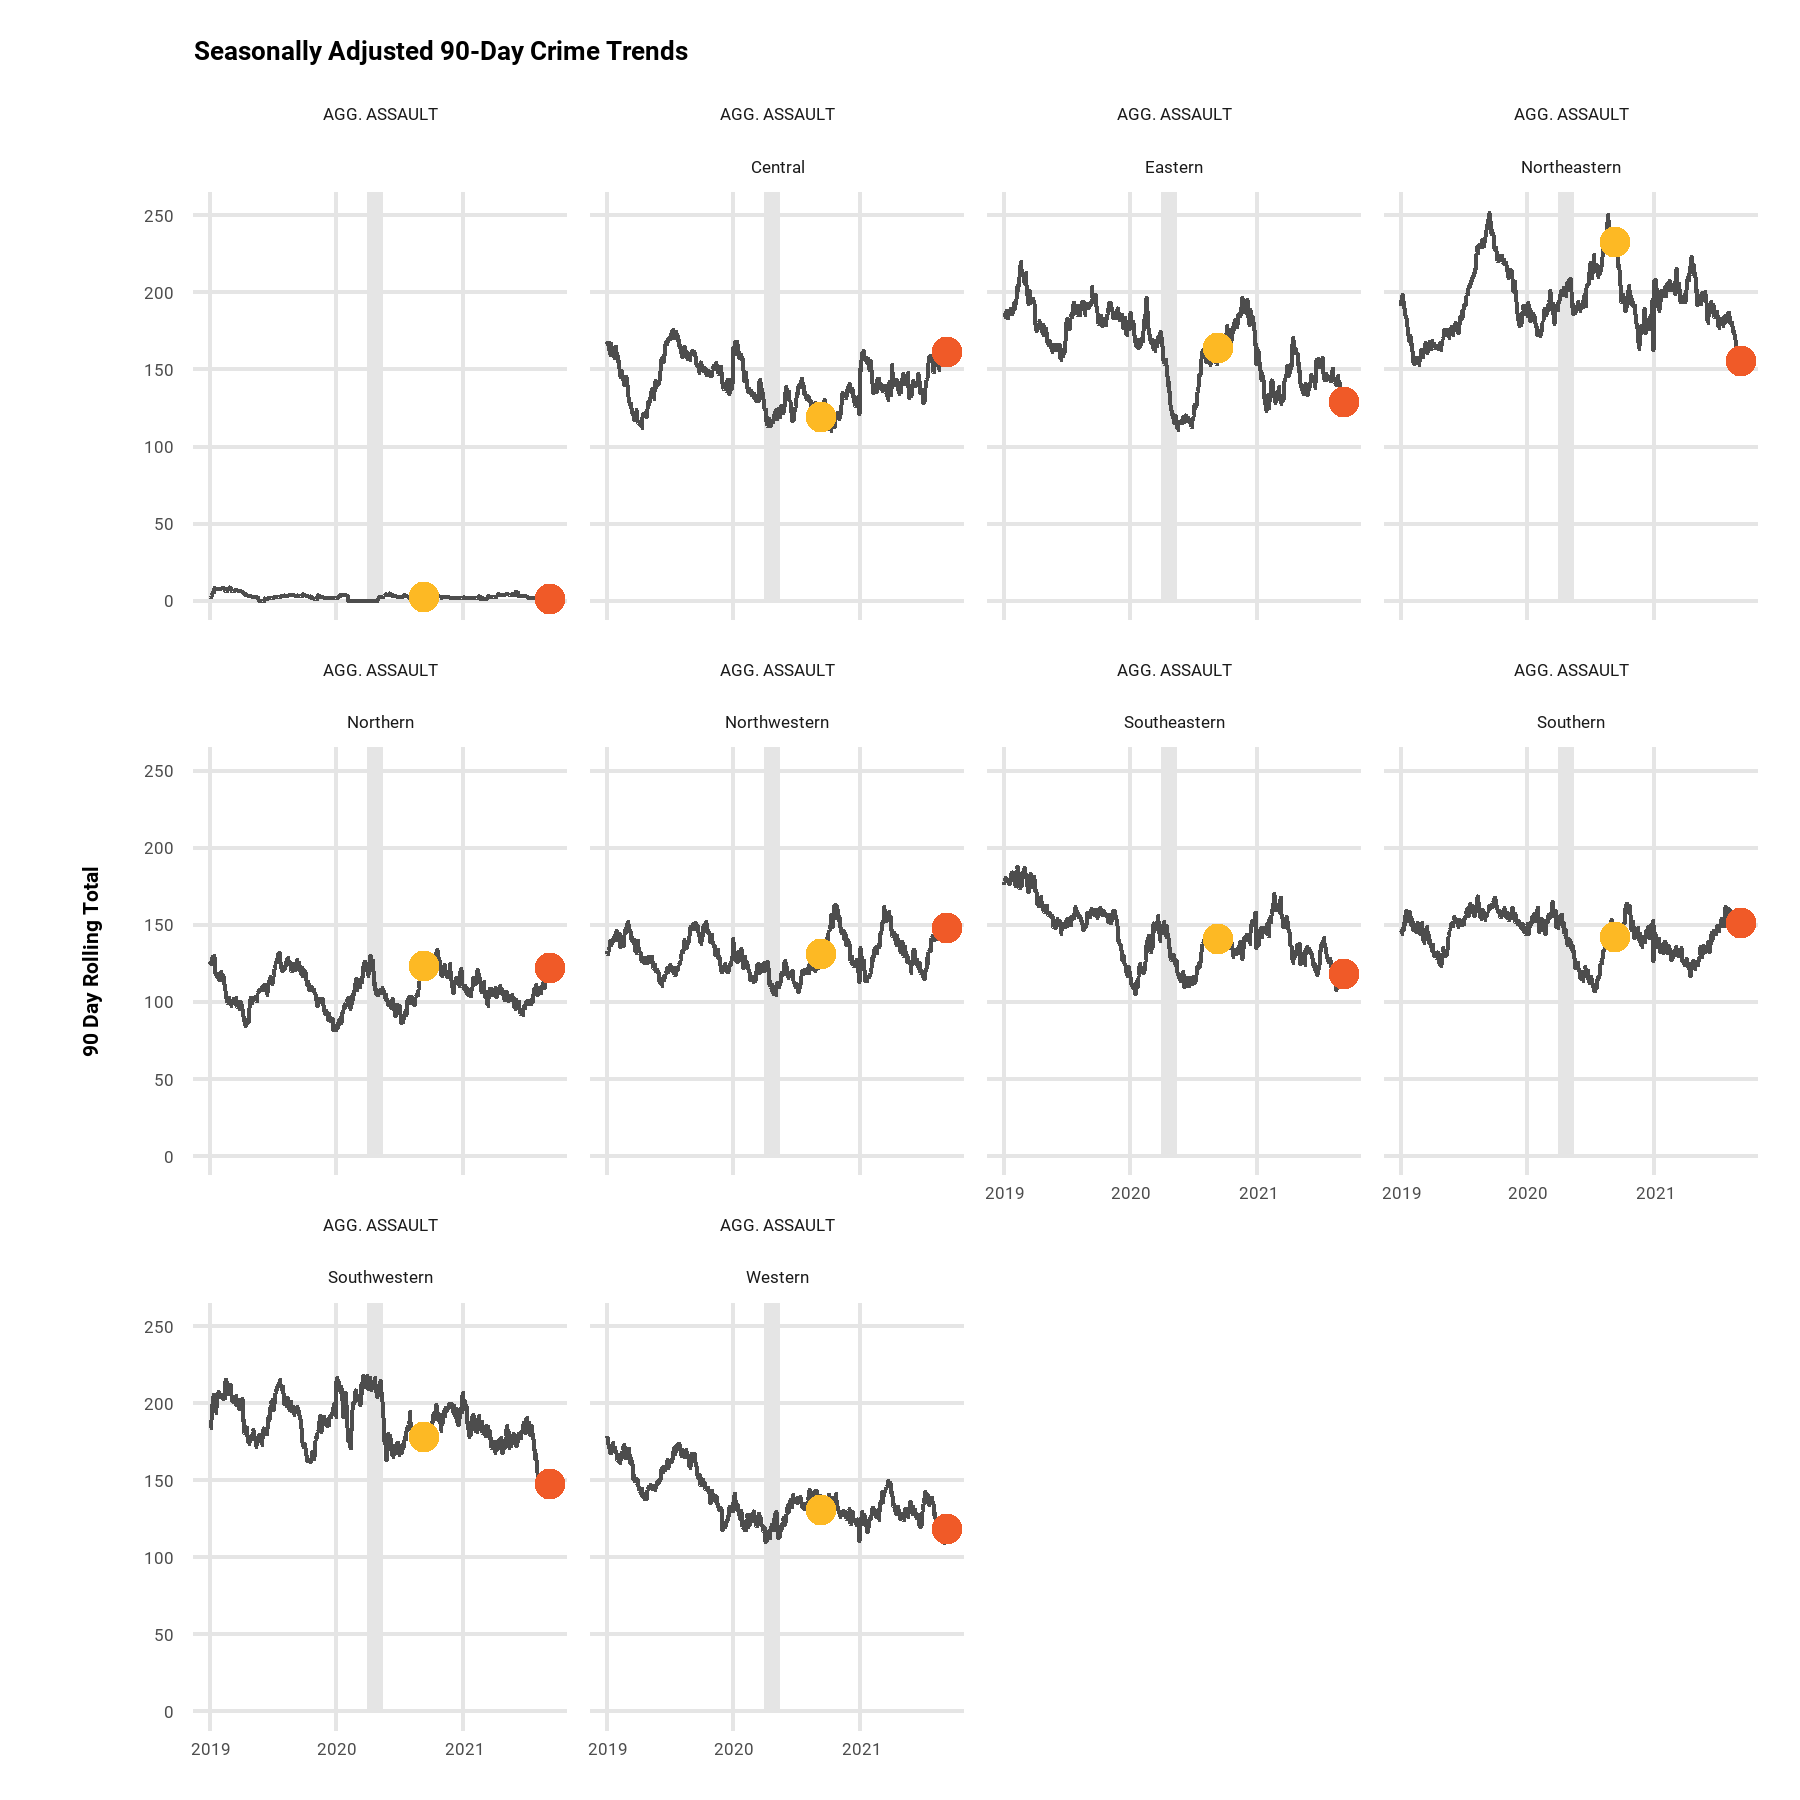 Seasonally Adjusted 90-Day Crime Trends
AGG. ASSAULT
AGG. ASSAULT
AGG. ASSAULT
AGG. ASSAULT
Central
Eastern
Northeastern
250
200
150
100
50
0
AGG. ASSAULT
AGG. ASSAULT
AGG. ASSAULT
AGG. ASSAULT
Northern
Northwestern
Southeastern
Southern
90 Day Rolling Total
250
200
150
100
50
0
2019 2020 2021
2019 2020 2021
AGG. ASSAULT
AGG. ASSAULT
Southwestern
Western
250
200
150
100
50
0
2019 2020 2021
2019 2020 2021